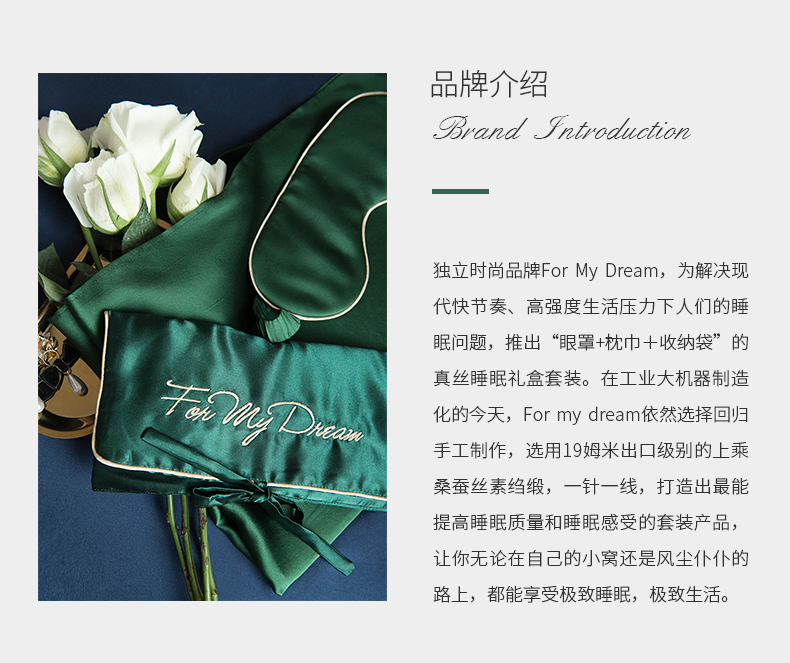 品牌介绍
Brand Introduction
独立时尚品牌For My Dream，为解决现
代快节奏、高强度生活压力下人们的睡
眠问题，推出“眼罩+枕巾＋收纳袋”的
真丝睡眠礼盒套装。在工业大机器制造
化的今天，For my dream依然选择回归
手工制作，选用19姆米出口级别的上乘
桑蚕丝素绉缎，一针一线，打造出最能
提高睡眠质量和睡眠感受的套装产品，
让你无论在自己的小窝还是风尘仆仆的
路上，都能享受极致睡眠，极致生活。
For My Dream